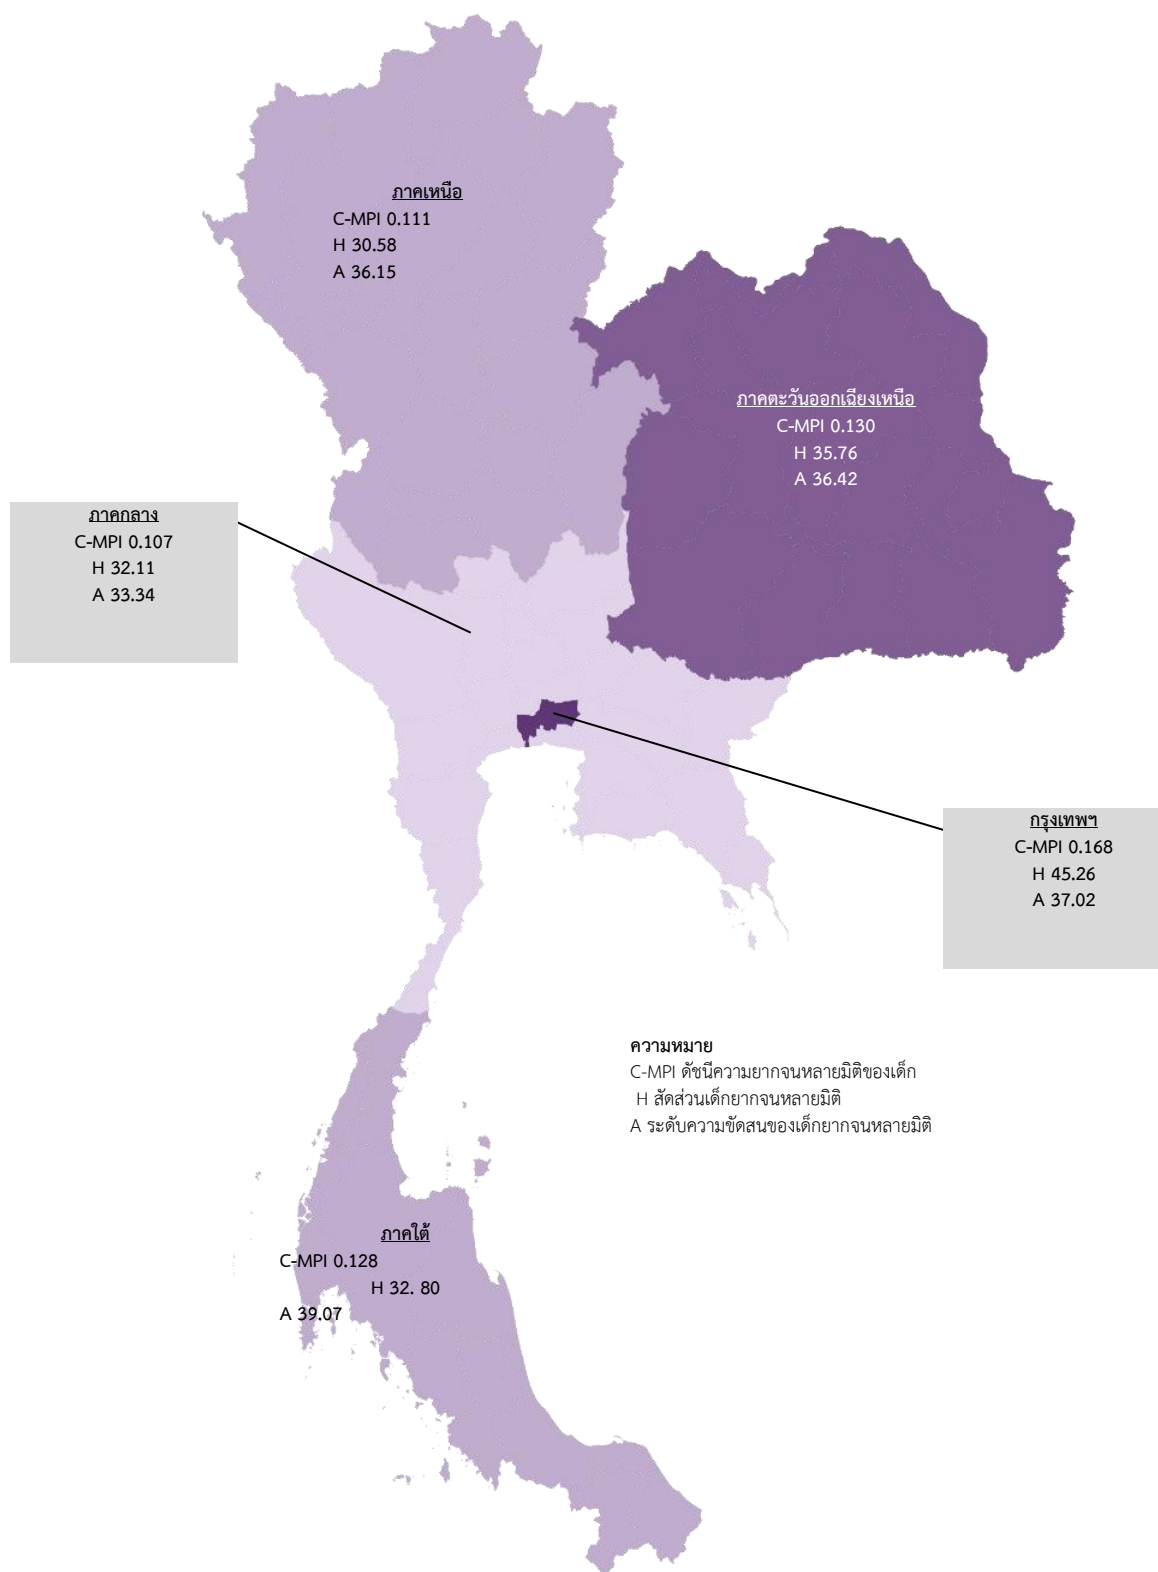 ภาคเหนือ
C-MPI 0.111
H 30.58
A 36.15
ภาคตะวันออกเฉียงเหนือ
C-MPI 0.130
H 35.76
A 36.42
ภาคกลาง
C-MPI 0.107
H 32.11
A 33.34
กรุงเทพฯ
C-MPI 0.168
H 45.26
A 37.02
ความหมาย
C-MPI ดัชนีความยากจนหลายมิติของเด็ก
H สัดส่วนเด็กยากจนหลายมิติ
A ระดับความขัดสนของเด็กยากจนหลายมิติ
ภาคใต้
C-MPI 0.128
H 32. 80
A 39.07